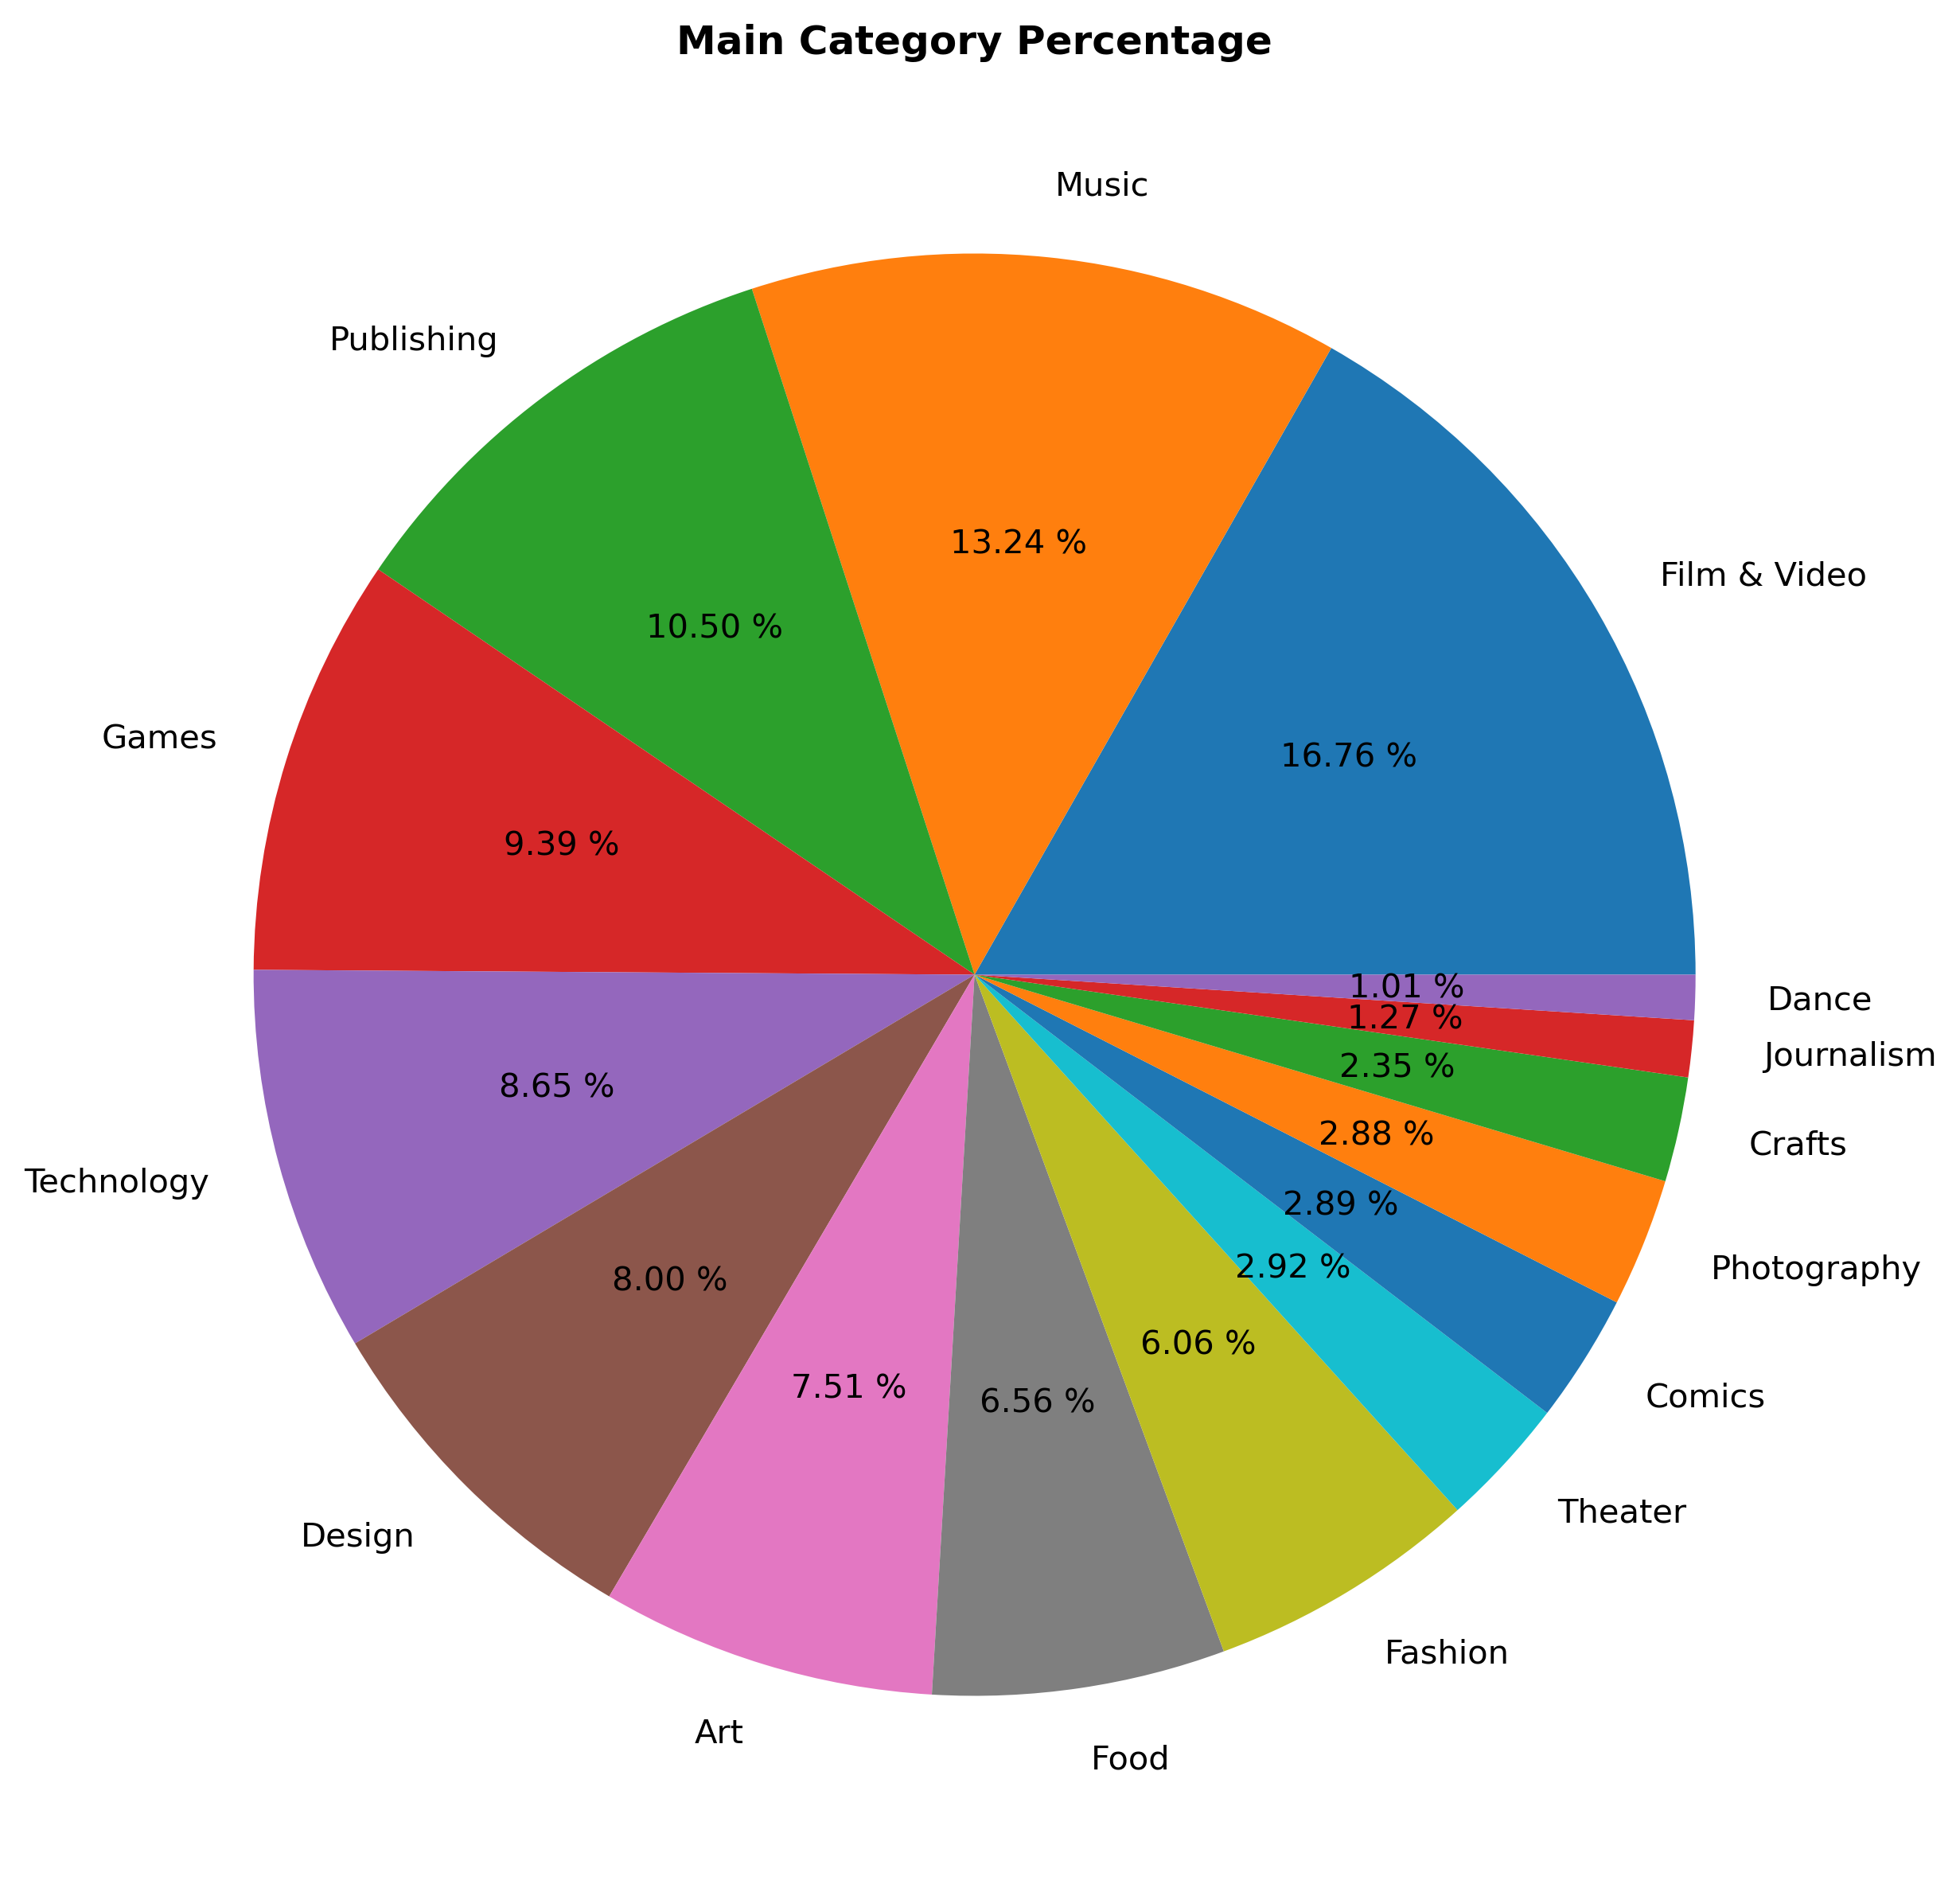 Main Category Percentage
Music
Publishing
13.24 %
Film & Video
10.50 %
Games
16.76 %
9.39 %
1.01 %
Dance
1.27 %
Journalism
2.35 %
8.65 %
2.88 %
Crafts
Technology
2.89 %
Photography
2.92 %
8.00 %
6.06 %
7.51 %
6.56 %
Comics
Theater
Design
Fashion
Art
Food